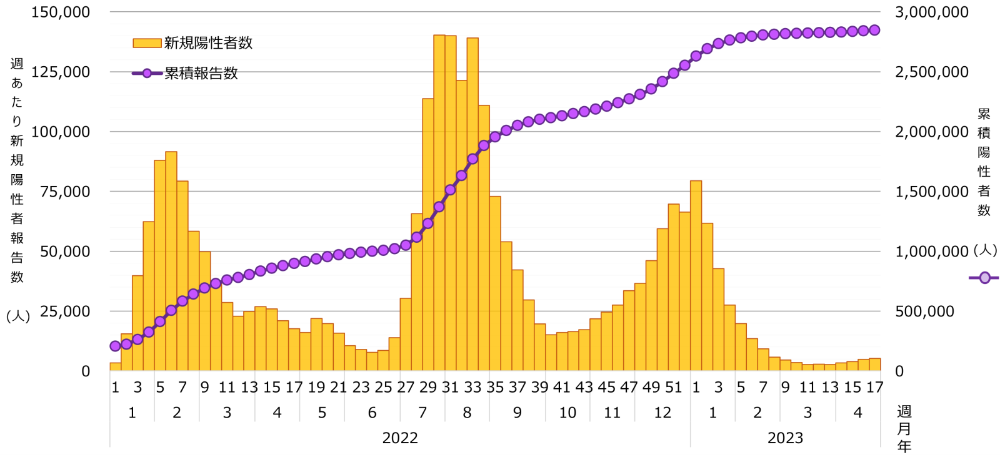 150,000
125,000
100,000
75,000
50,000
25,000
0
週あたり新規陽性者報告数
(人)
新規陽性者数
累積報告数
3,000,000
2,500,000
2,000,000
1,500,000
1,000,000
500,000
0
累積陽性者数
(人)
1 3 5 7 9 11 13 15 17 19 21 23 25 27 29 31 33 35 37 39 41 43 45 47 49 51 1 3 5 7 9 11 13 15 17
1 2 3 4 5 6 7 8 9 10 11 12 1 2 3 4
2022 2023
週
月
年